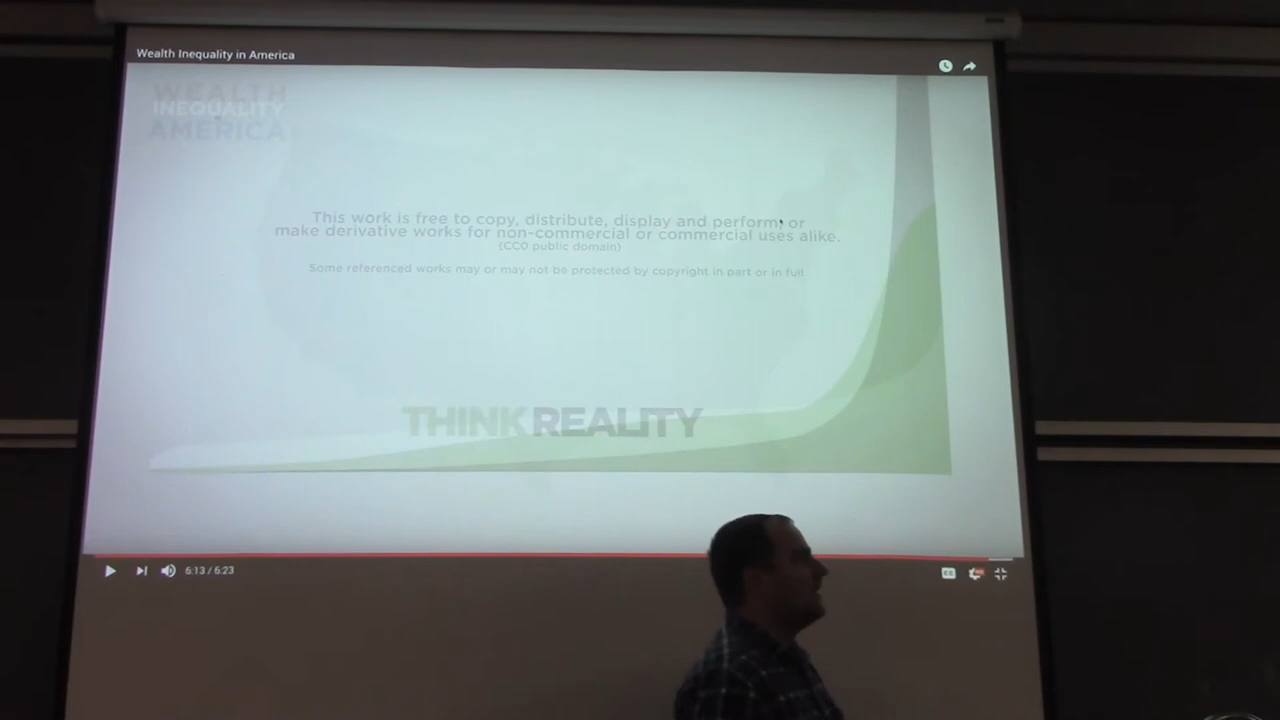 Wealth Inequality in America
WEALTH
INEQUALITY
AMERICA
This work is free to copy, distribute, display and perform, or
make derivative works for non-commercial or commercial uses alike.
(CC0 public domain)
Some referenced works may or may not be protected by copyright in part or in full.
THINKREALITY
6:13 / 6:23
CC